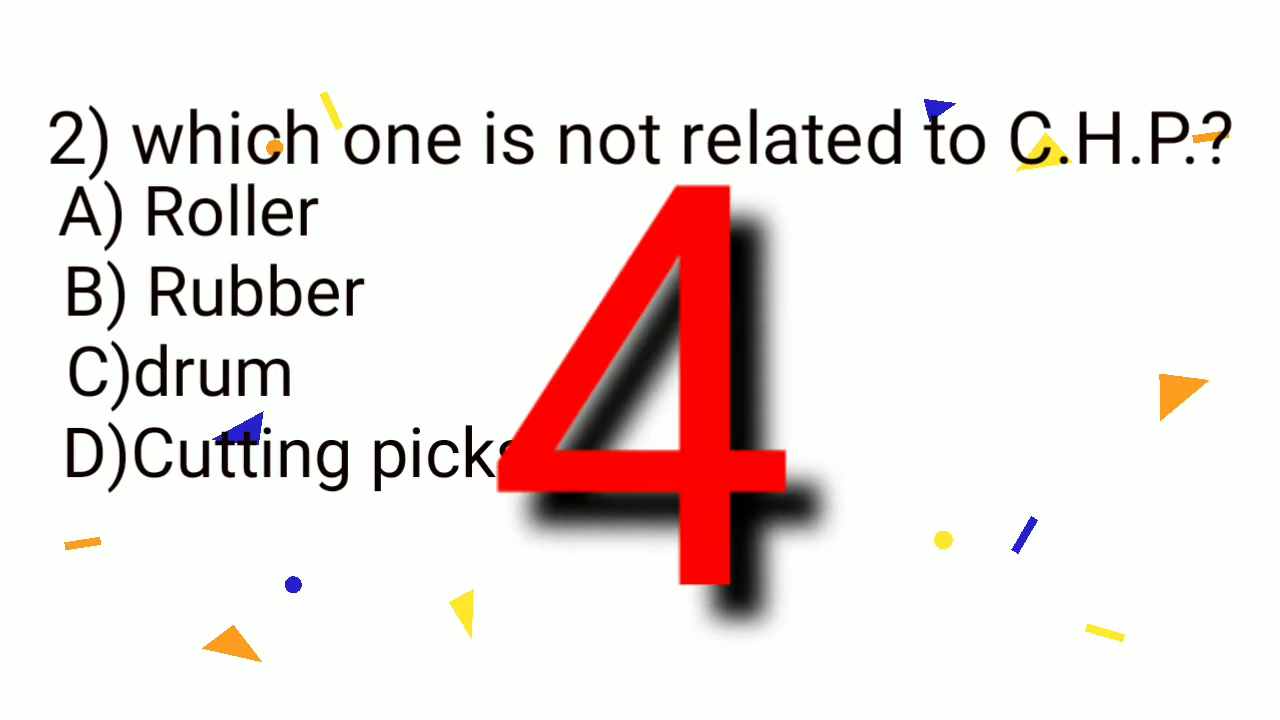 2) which one is not related to C.H.P.?
A) Roller
B) Rubber
C)drum
D)Cutting picks
4